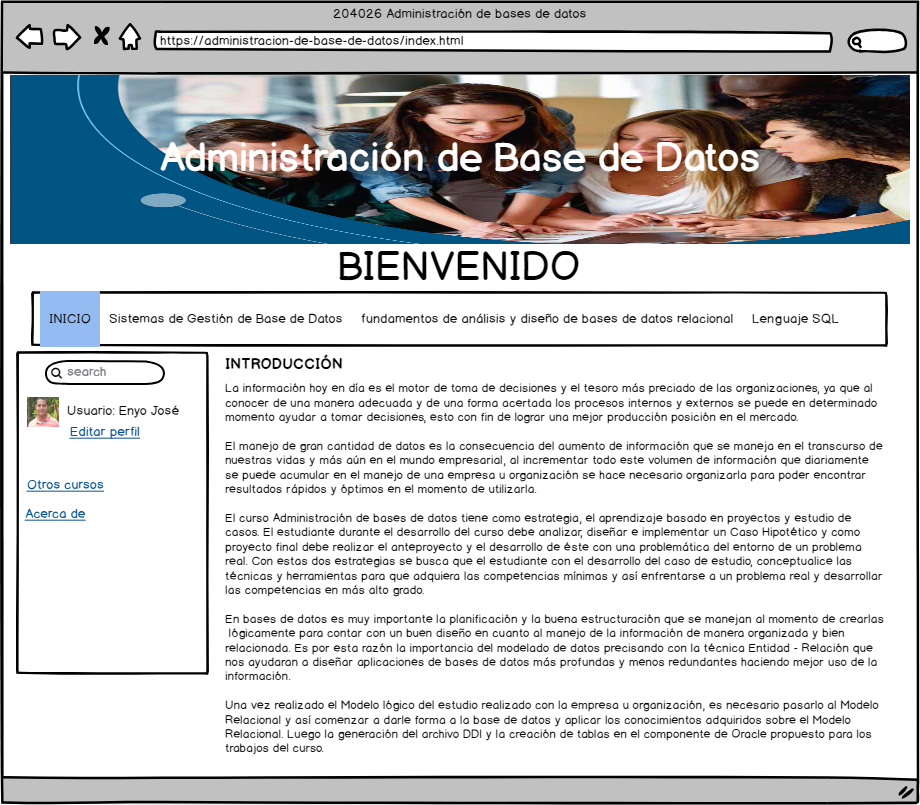 204026 Administración de bases de datos
https://administracion-de-base-de-datos/index.html
Administración de Base de Datos
BIENVENIDO
INICIO Sistemas de Gestión de Base de Datos fundamentos de análisis y diseño de bases de datos relacional Lenguaje SQL
search
Usuario: Enyo José
Editar perfil
Otros cursos
Acerca de
INTRODUCCIÓN
La información hoy en día es el motor de toma de decisiones y el tesoro más preciado de las organizaciones, ya que al
conocer de una manera adecuada y de una forma acertada los procesos internos y externos se puede en determinado
momento ayudar a tomar decisiones, esto con fin de lograr una mejor producción posición en el mercado.
El manejo de gran cantidad de datos es la consecuencia del aumento de información que se maneja en el transcurso de
nuestras vidas y más aún en el mundo empresarial, al incrementar todo este volumen de información que diariamente
se puede acumular en el manejo de una empresa u organización se hace necesario organizarla para poder encontrar
resultados rápidos y óptimos en el momento de utilizarla.
El curso Administración de bases de datos tiene como estrategia, el aprendizaje basado en proyectos y estudio de
casos. El estudiante durante el desarrollo del curso debe analizar, diseñar e implementar un Caso Hipotético y como
proyecto final debe realizar el anteproyecto y el desarrollo de éste con una problemática del entorno de un problema
real. Con estas dos estrategias se busca que el estudiante con el desarrollo del caso de estudio, conceptualice las
técnicas y herramientas para que adquiera las competencias mínimas y así enfrentarse a un problema real y desarrollar
las competencias en más alto grado.
En bases de datos es muy importante la planificación y la buena estructuración que se manejan al momento de crearlas
lógicamente para contar con un buen diseño en cuanto al manejo de la información de manera organizada y bien
relacionada. Es por esta razón la importancia del modelado de datos precisando con la técnica Entidad - Relación que
nos ayudaran a diseñar aplicaciones de bases de datos más profundas y menos redundantes haciendo mejor uso de la
información.
Una vez realizado el Modelo lógico del estudio realizado con la empresa u organización, es necesario pasarlo al Modelo
Relacional y así comenzar a darle forma a la base de datos y aplicar los conocimientos adquiridos sobre el Modelo
Relacional. Luego la generación del archivo DDI y la creación de tablas en el componente de Oracle propuesto para los
trabajos del curso.